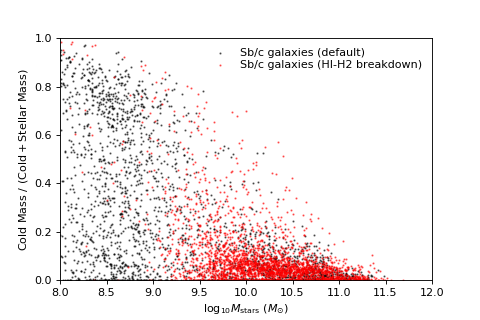 1.0
0.8
0.6
0.4
0.2
0.0
8.0 8.5 9.0 9.5 10.0 10.5 11.0 11.5 12.0
Cold Mass / (Cold + Stellar Mass)
log₁₀M_stars (M_⊙)
Sb/c galaxies (default)
Sb/c galaxies (HI-H2 breakdown)